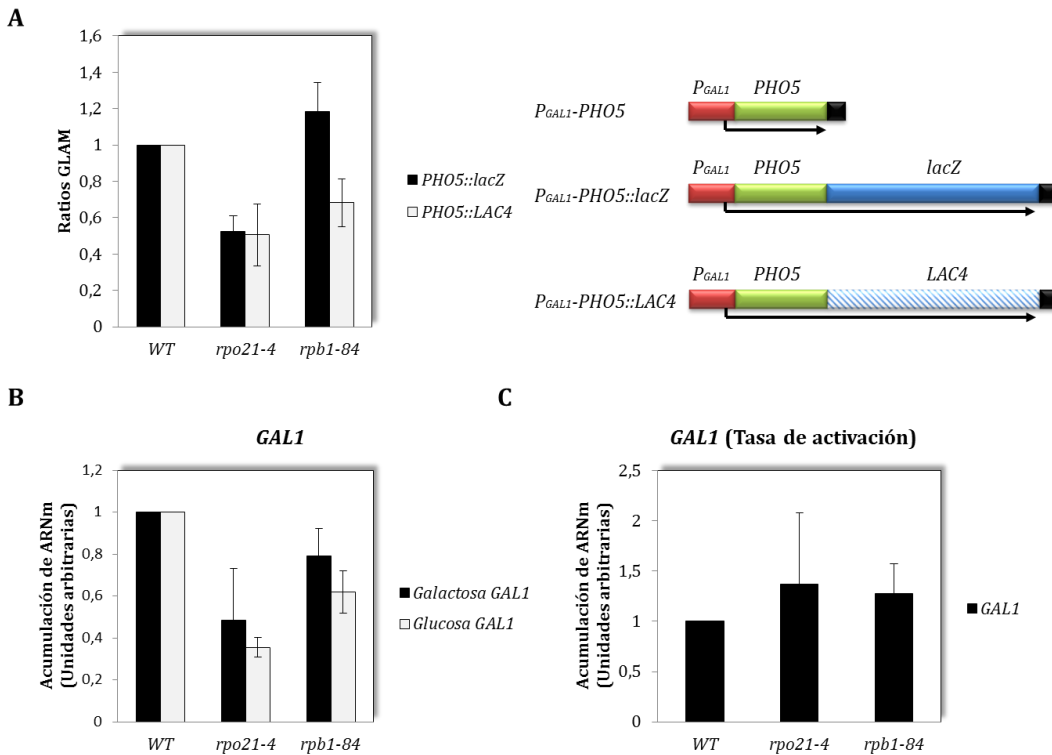 A
Ratios GLAM
1,6
1,4
1,2
1
0,8
0,6
0,4
0,2
0
WT
rpo21-4
rpb1-84
PHO5::lacZ
PHO5::LAC4
PGAL1 PHO5
PGAL1-PHO5
PGAL1 PHO5 lacZ
PGAL1-PHO5::lacZ
PGAL1 PHO5 LAC4
PGAL1-PHO5::LAC4
B
GAL1
Acumulación de ARNm
(Unidades arbitrarias)
1,2
1
0,8
0,6
0,4
0,2
0
WT
rpo21-4
rpb1-84
Galactosa GAL1
Glucosa GAL1
C
GAL1 (Tasa de activación)
Acumulación de ARNm
(Unidades arbitrarias)
2,5
2
1,5
1
0,5
0
WT
rpo21-4
rpb1-84
GAL1